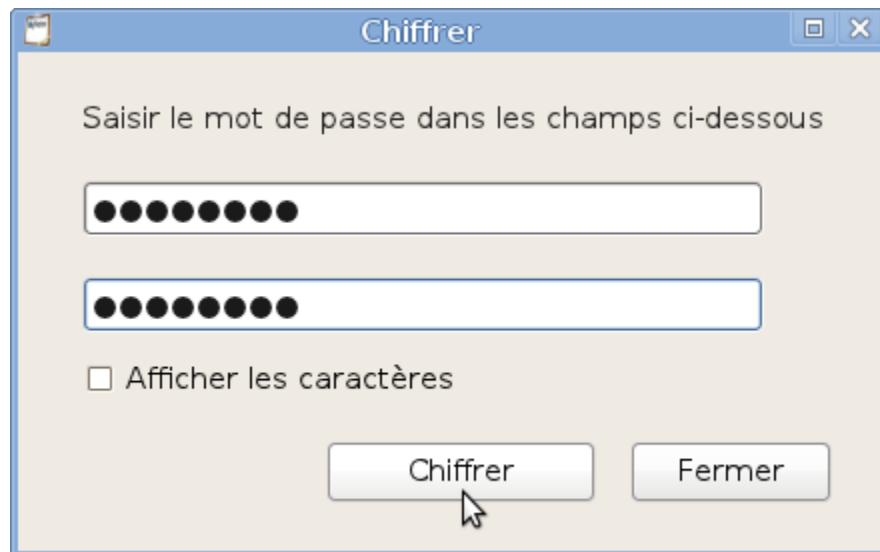 Chiffrer
Saisir le mot de passe dans les champs ci-dessous
●●●●●●●●
●●●●●●●●
Afficher les caractères
Chiffrer
Fermer